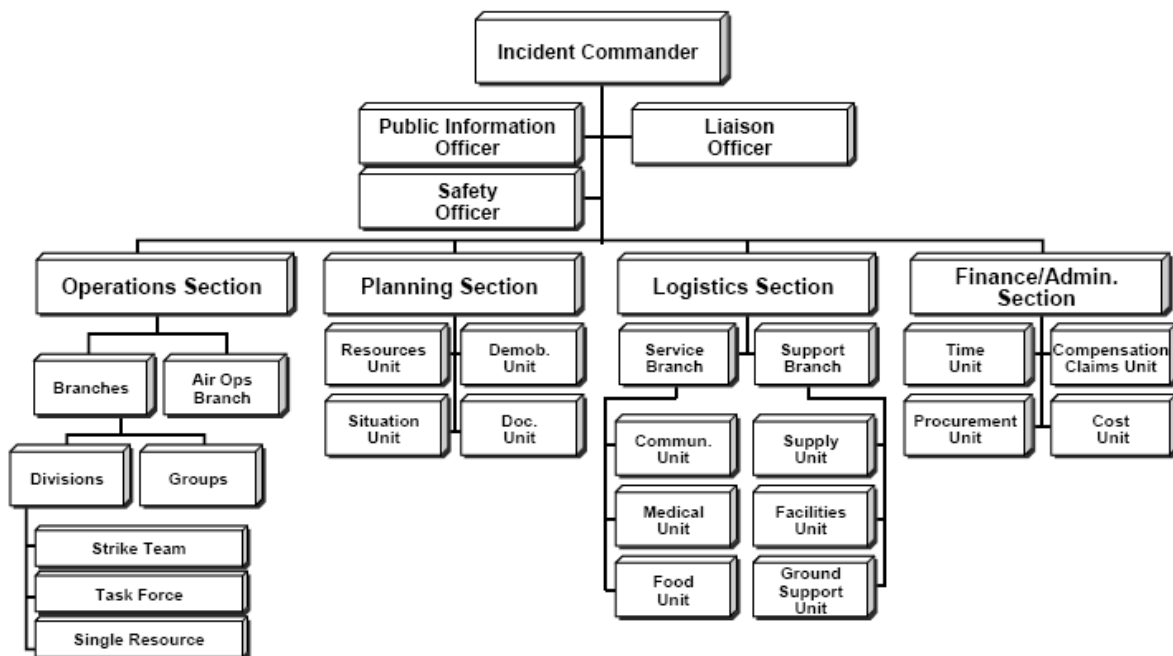 Incident Commander
Public Information
Officer
Liaison
Officer
Safety
Officer
Operations Section
Planning Section
Logistics Section
Finance/Admin.
Section
Branches
Air Ops
Branch
Divisions
Groups
Strike Team
Task Force
Single Resource
Resources
Unit
Demob.
Unit
Situation
Unit
Doc.
Unit
Service
Branch
Support
Branch
Commun.
Unit
Medical
Unit
Food
Unit
Supply
Unit
Facilities
Unit
Ground
Support
Unit
Time
Unit
Compensation
Claims Unit
Procurement
Unit
Cost
Unit